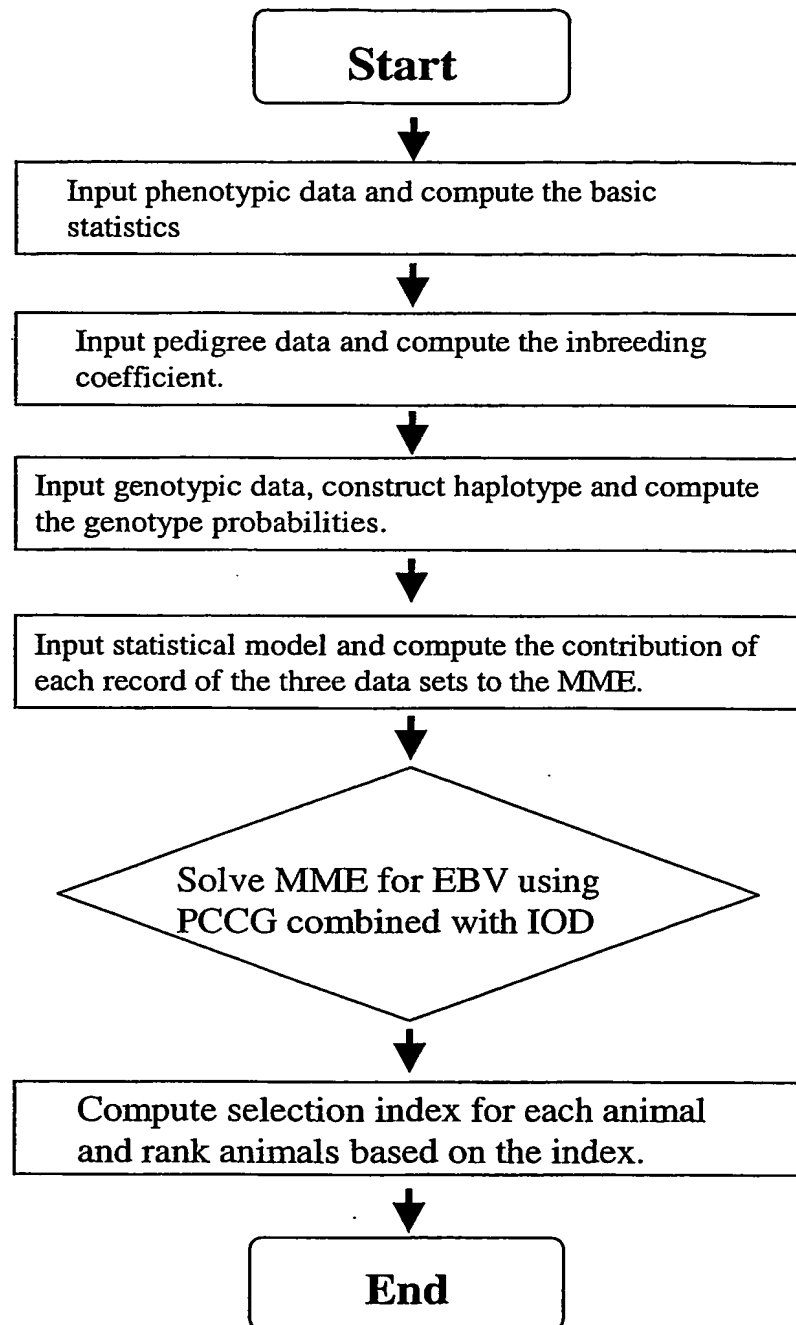 Start
Input phenotypic data and compute the basic
statistics
Input pedigree data and compute the inbreeding
coefficient.
Input genotypic data, construct haplotype and compute
the genotype probabilities.
Input statistical model and compute the contribution of
each record of the three data sets to the MME.
Solve MME for EBV using
PCCG combined with IOD
Compute selection index for each animal
and rank animals based on the index.
End